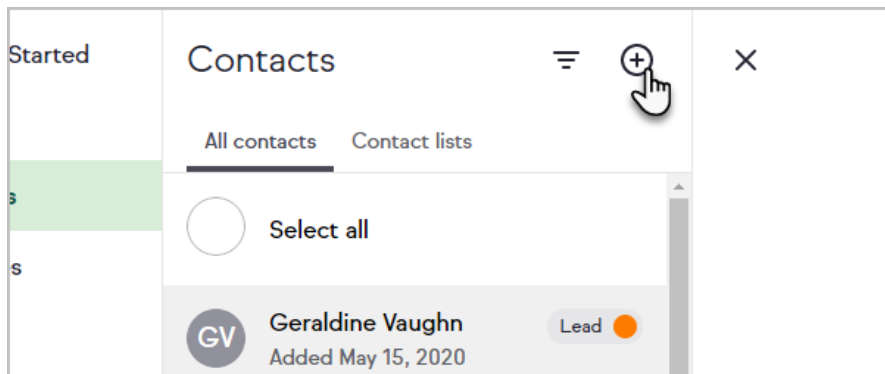 Started
Contacts
All contacts Contact lists
s
Select all
s
Geraldine Vaughn
Lead
GV
Added May 15, 2020